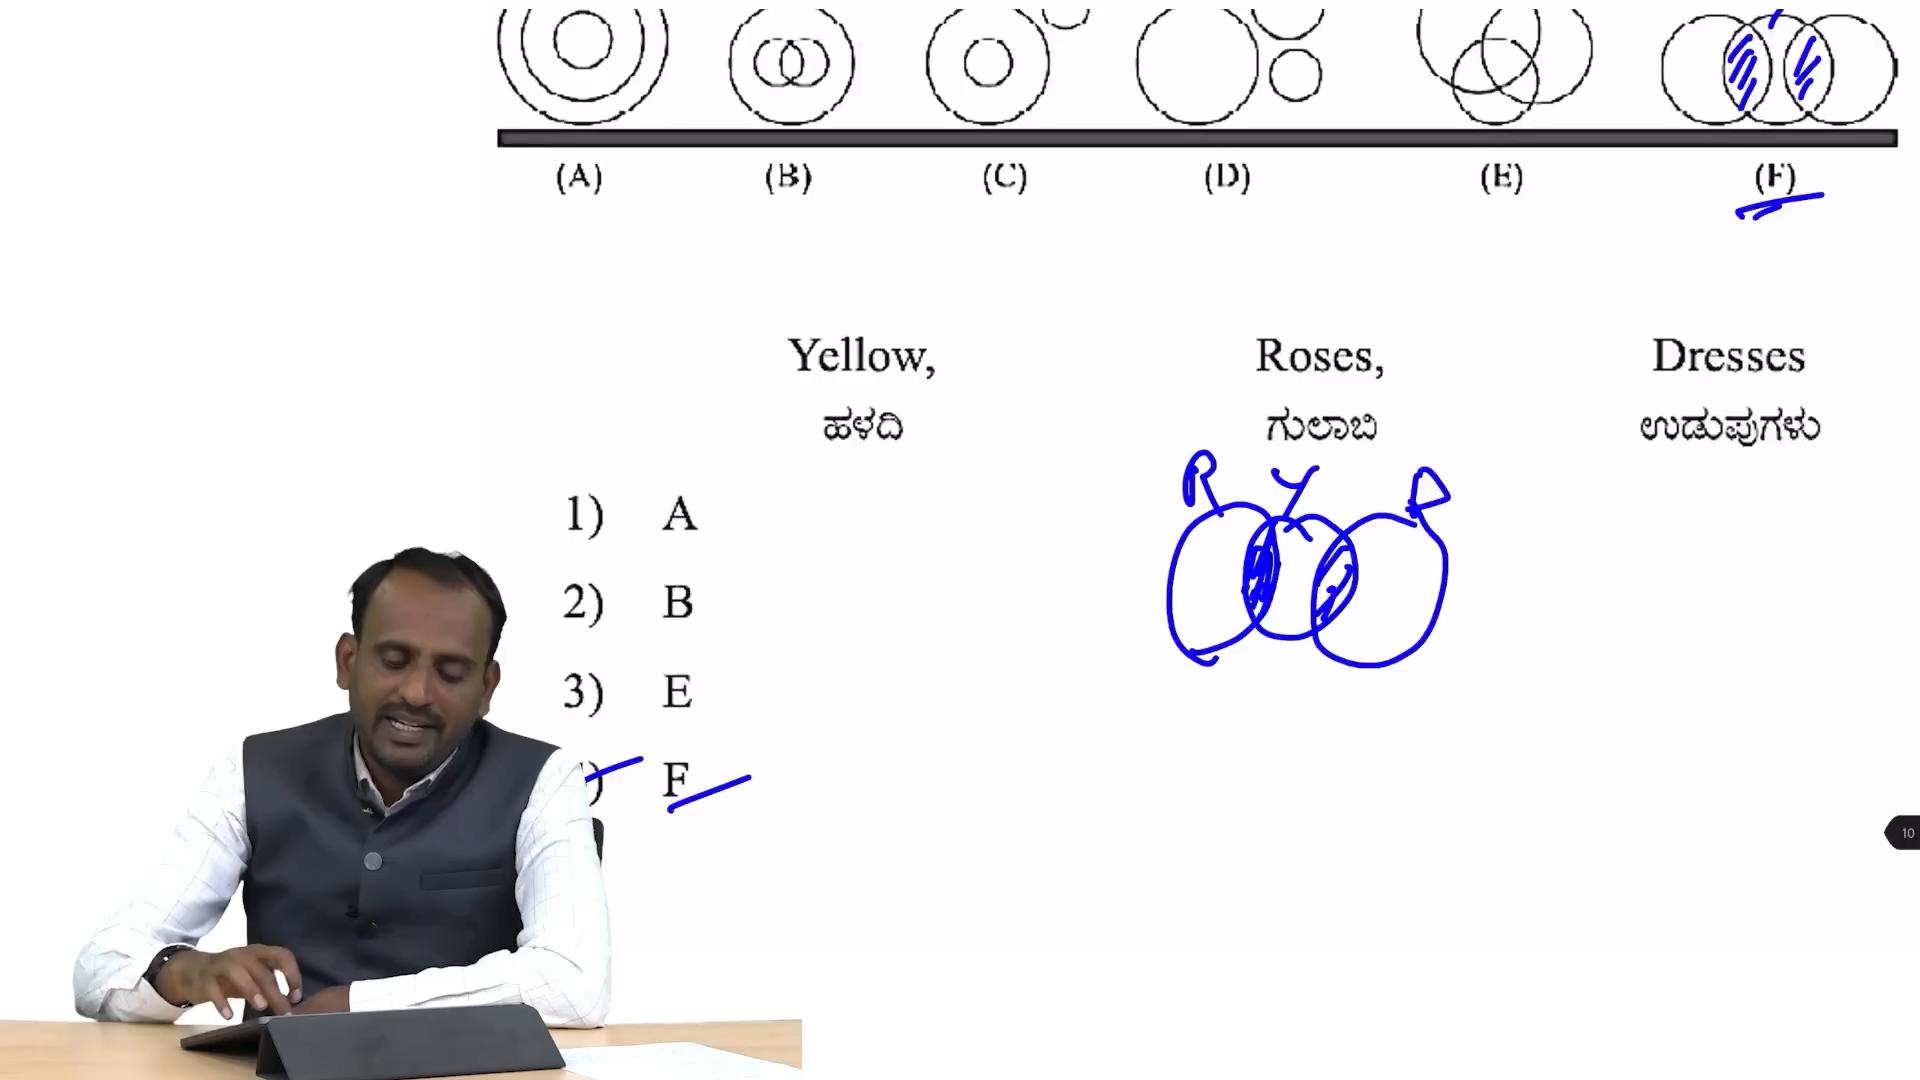 (A) (B) (C) (D) (E) (F)
Yellow, Roses, Dresses
ಹಳದಿ ಗುಲಾಬಿ ಉಡುಪುಗಳು
R Y D
1) A
2) B
3) E
) F
10